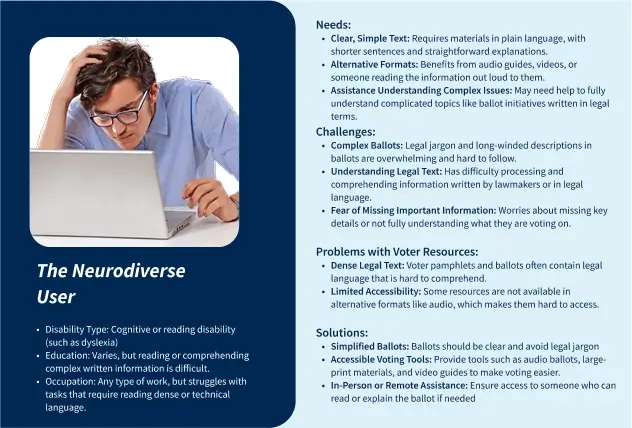 The Neurodiverse
User
• Disability Type: Cognitive or reading disability
(such as dyslexia)
• Education: Varies, but reading or comprehending
complex written information is difficult.
• Occupation: Any type of work, but struggles with
tasks that require reading dense or technical
language.
Needs:
• Clear, Simple Text: Requires materials in plain language, with
shorter sentences and straightforward explanations.
• Alternative Formats: Benefits from audio guides, videos, or
someone reading the information out loud to them.
• Assistance Understanding Complex Issues: May need help to fully
understand complicated topics like ballot initiatives written in legal
terms.
Challenges:
• Complex Ballots: Legal jargon and long-winded descriptions in
ballots are overwhelming and hard to follow.
• Understanding Legal Text: Has difficulty processing and
comprehending information written by lawmakers or in legal
language.
• Fear of Missing Important Information: Worries about missing key
details or not fully understanding what they are voting on.
Problems with Voter Resources:
• Dense Legal Text: Voter pamphlets and ballots often contain legal
language that is hard to comprehend.
• Limited Accessibility: Some resources are not available in
alternative formats like audio, which makes them hard to access.
Solutions:
• Simplified Ballots: Ballots should be clear and avoid legal jargon
• Accessible Voting Tools: Provide tools such as audio ballots, large-
print materials, and video guides to make voting easier.
• In-Person or Remote Assistance: Ensure access to someone who can
read or explain the ballot if needed